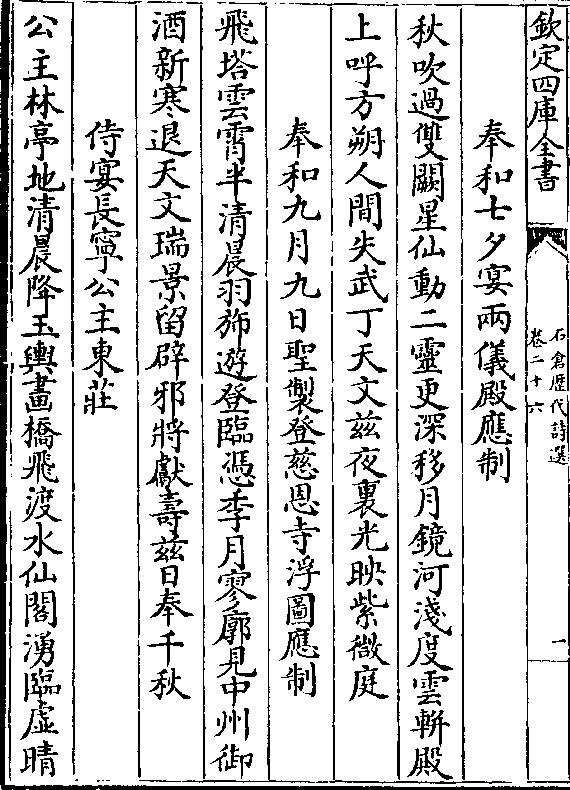 欽定四庫全書
石倉歷代詩選
卷二十六
一
奉和七夕宴兩儀殿應制
秋吹過雙闕星仙動二靈更深移月鏡河淺度雲輧殿
上呼方朔人間失武丁天文兹夜裏光映紫微庭
奉和九月九日聖製登慈恩寺浮圖應制
飛塔雲霄半清晨羽斾遊登臨憑季月寥廓見中州御
酒新寒退天文瑞景留辟邪將獻壽兹日奉千秋
侍宴長寧公主東莊
公主林亭地清晨降玉輿畫橋飛渡水仙閣湧臨虛晴